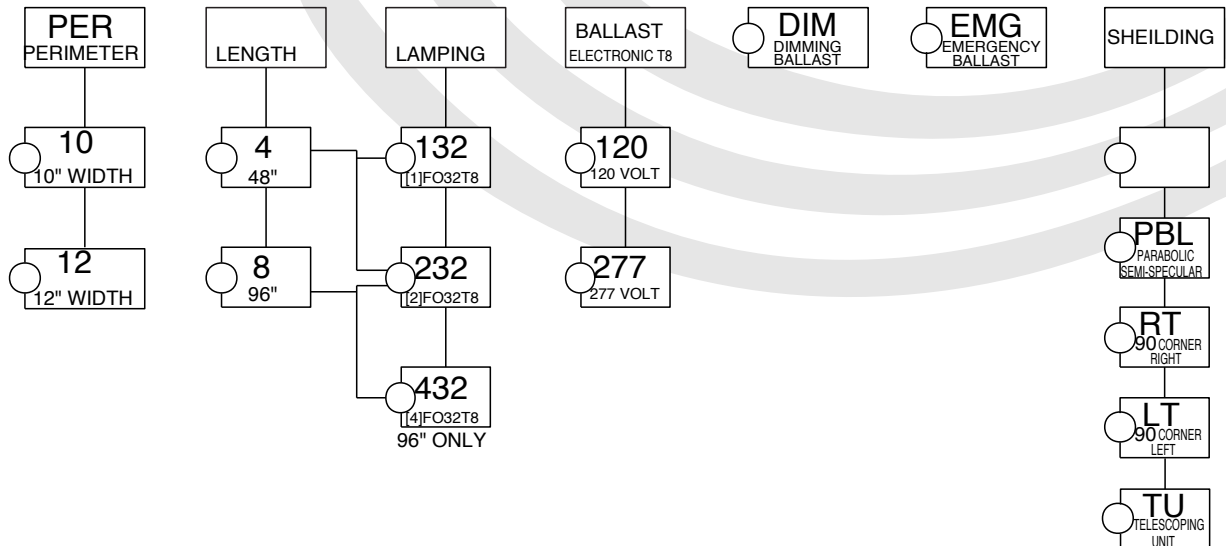 PER
PERIMETER
10
10" WIDTH
12
12" WIDTH
LENGTH
4
48"
8
96"
LAMPING
132
[1]FO32T8
232
[2]FO32T8
432
[4]FO32T8
96" ONLY
BALLAST
ELECTRONIC T8
120
120 VOLT
277
277 VOLT
DIM
DIMMING
BALLAST
EMG
EMERGENCY
BALLAST
SHEILDING
PBL
PARABOLIC
SEMI-SPECULAR
RT
90 CORNER
RIGHT
LT
90 CORNER
LEFT
TU
TELESCOPING
UNIT